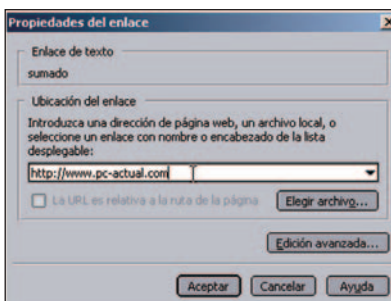 Propiedades del enlace
Enlace de texto
sumado
Ubicación del enlace
Introduzca una dirección de página web, un archivo local, o
seleccione un enlace con nombre o encabezado de la lista
desplegable:
http://www.pc-actual.com
La URL es relativa a la ruta de la página
Elegir archivo...
Edición avanzada...
Aceptar
Cancelar
Ayuda